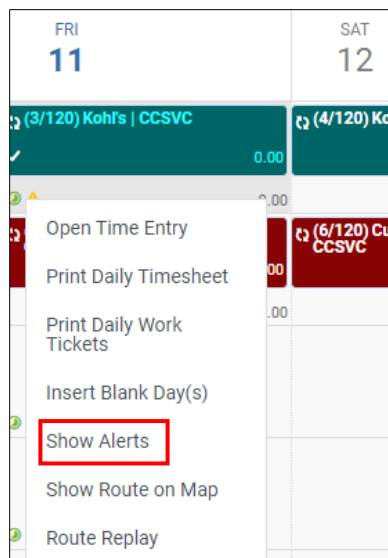 FRI
SAT
11
12
(3/120) Kohl's | CCSVC
(4/120) Ko
0.00
0.00
(6/120) Cu
CCSVC
00
.00
Open Time Entry
Print Daily Timesheet
Print Daily Work
Tickets
Insert Blank Day(s)
Show Alerts
Show Route on Map
Route Replay